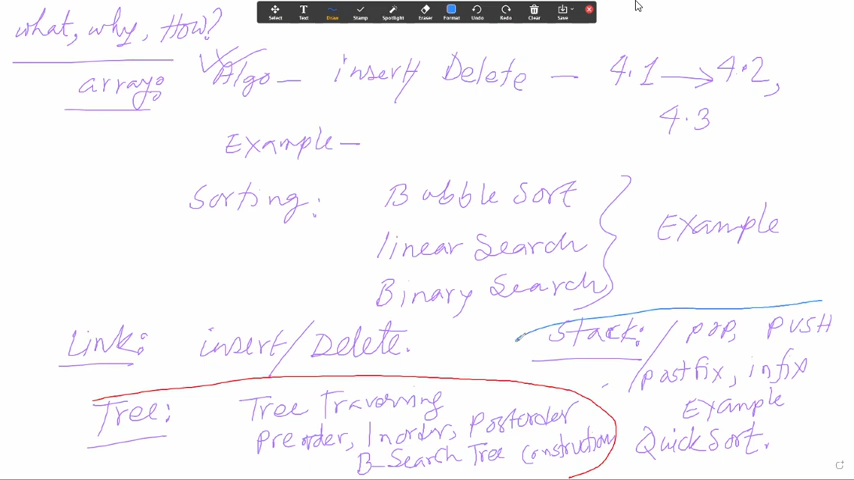 Select Text Draw Stamp Spotlight Eraser Format Undo Redo Clear Save
what, why, How?
array: Algo - insert/ Delete - 4.1 → 4.2,
4.3
Example -
Sorting: Bubble Sort
linear Search
Binary Search
Example
Link: insert/Delete.
Stack: / pop, PUSH
/ postfix, infix
Example
QuickSort.
Tree: Tree Traversing
Preorder, Inorder, Postorder
B-Search Tree Construction